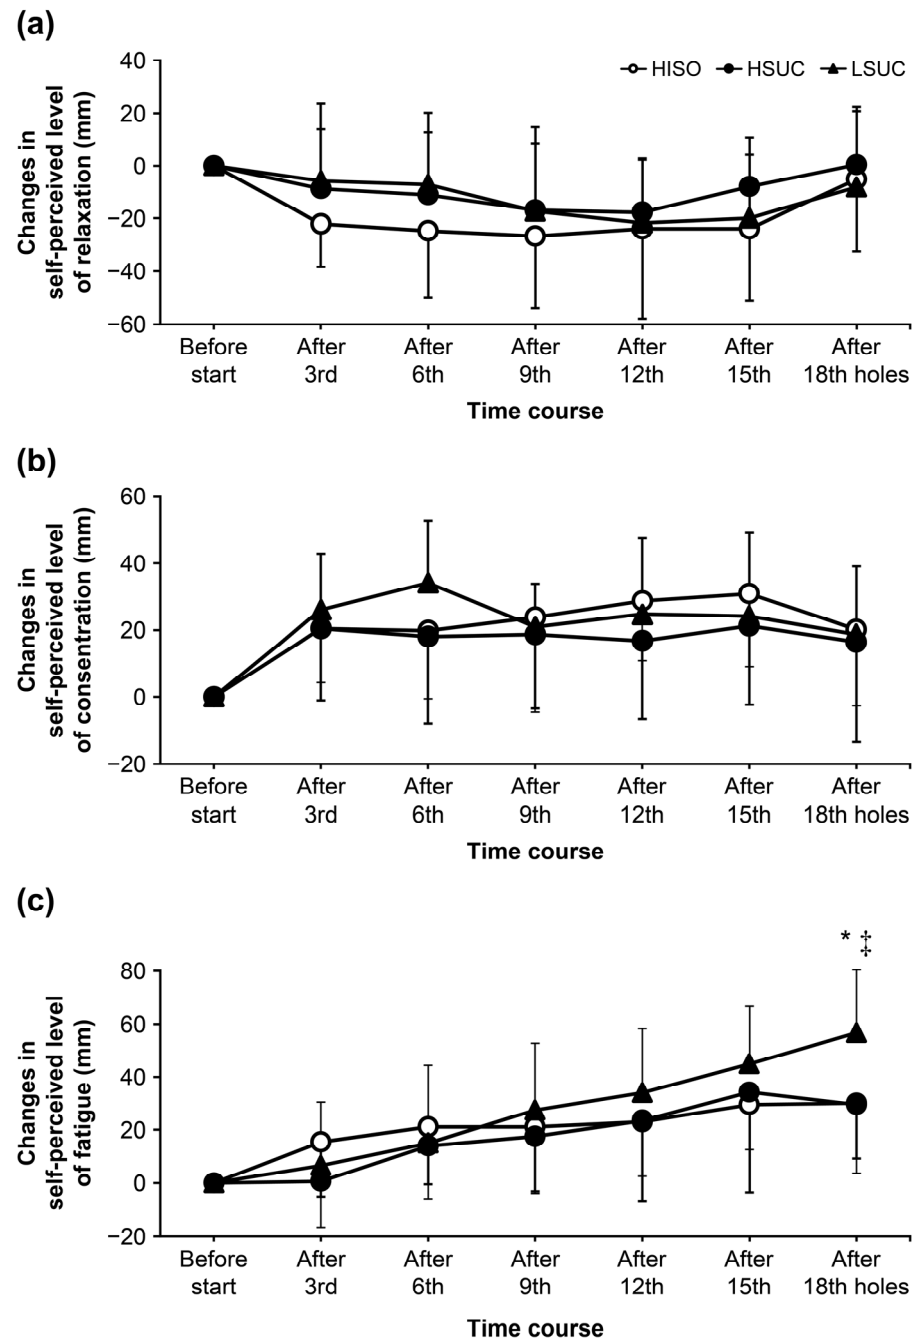 (a)
Changes in
self-perceived level
of relaxation (mm)
40
20
0
−20
−40
−60
HISO HSUC LSUC
Before After After After After After After
start 3rd 6th 9th 12th 15th 18th holes
Time course
(b)
Changes in
self-perceived level
of consentration (mm)
60
40
20
0
−20
Before After After After After After After
start 3rd 6th 9th 12th 15th 18th holes
Time course
(c)
* ‡
Changes in
self-perceived level
of fatigue (mm)
80
60
40
20
0
−20
Before After After After After After After
start 3rd 6th 9th 12th 15th 18th holes
Time course